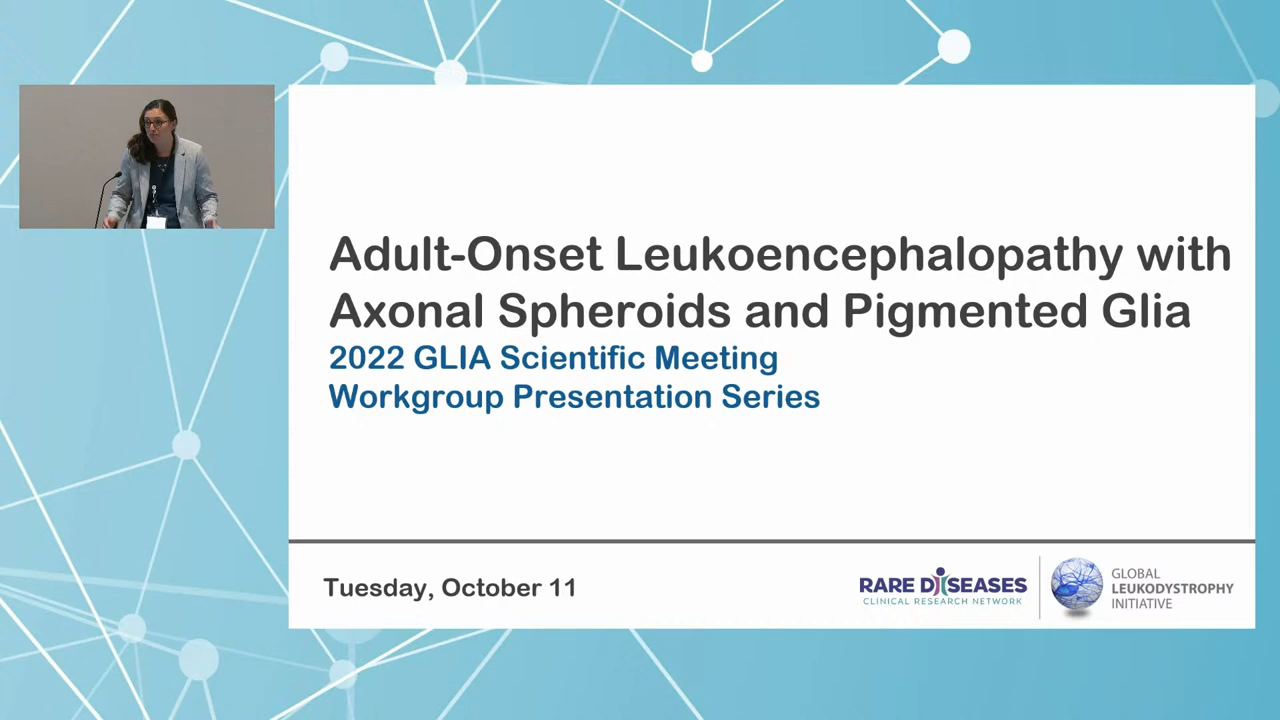 Adult-Onset Leukoencephalopathy with
Axonal Spheroids and Pigmented Glia
2022 GLIA Scientific Meeting
Workgroup Presentation Series
Tuesday, October 11
RARE DISEASES
CLINICAL RESEARCH NETWORK
GLOBAL
LEUKODYSTROPHY
INITIATIVE